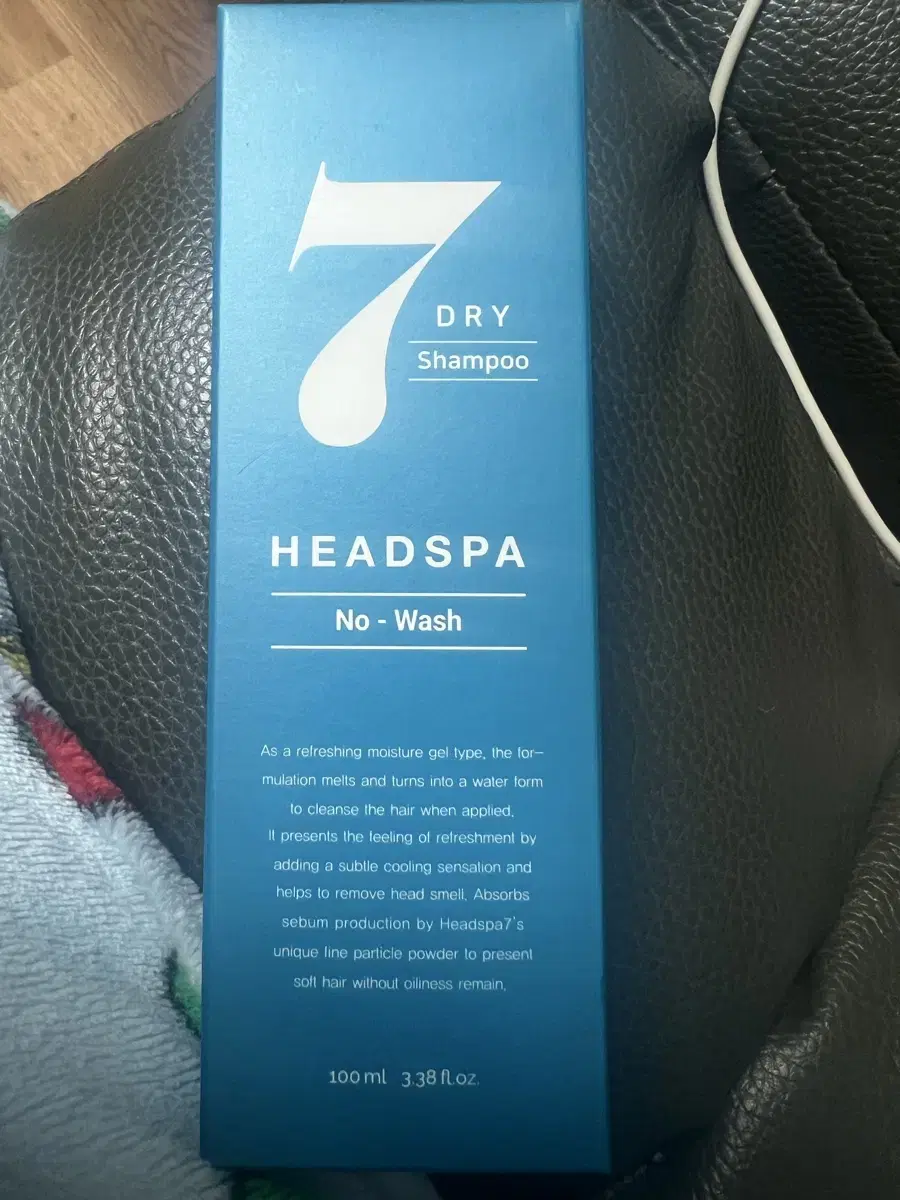 7
DRY
Shampoo
HEADSPA
No - Wash
As a refreshing moisture gel type, the for-
mulation melts and turns into a water form
to cleanse the hair when applied.
It presents the feeling of refreshment by
adding a subtle cooling sensation and
helps to remove head smell. Absorbs
sebum production by Headspa7's
unique fine particle powder to present
soft hair without oiliness remain.
100 ml 3.38 fl.oz.